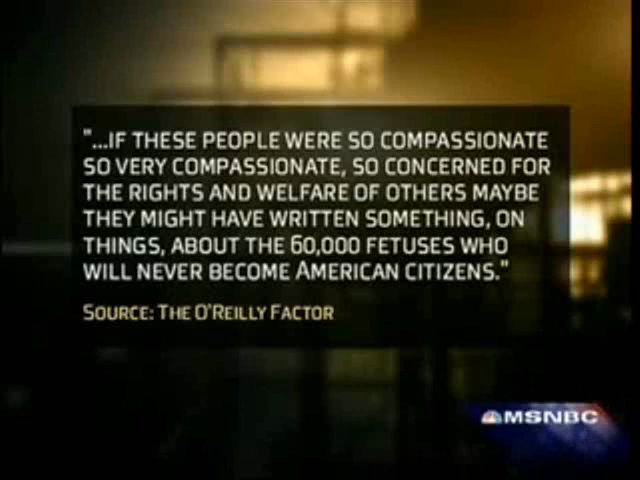 "...IF THESE PEOPLE WERE SO COMPASSIONATE
SO VERY COMPASSIONATE, SO CONCERNED FOR
THE RIGHTS AND WELFARE OF OTHERS MAYBE
THEY MIGHT HAVE WRITTEN SOMETHING, ON
THINGS, ABOUT THE 60,000 FETUSES WHO
WILL NEVER BECOME AMERICAN CITIZENS."
SOURCE: THE O'REILLY FACTOR
MSNBC